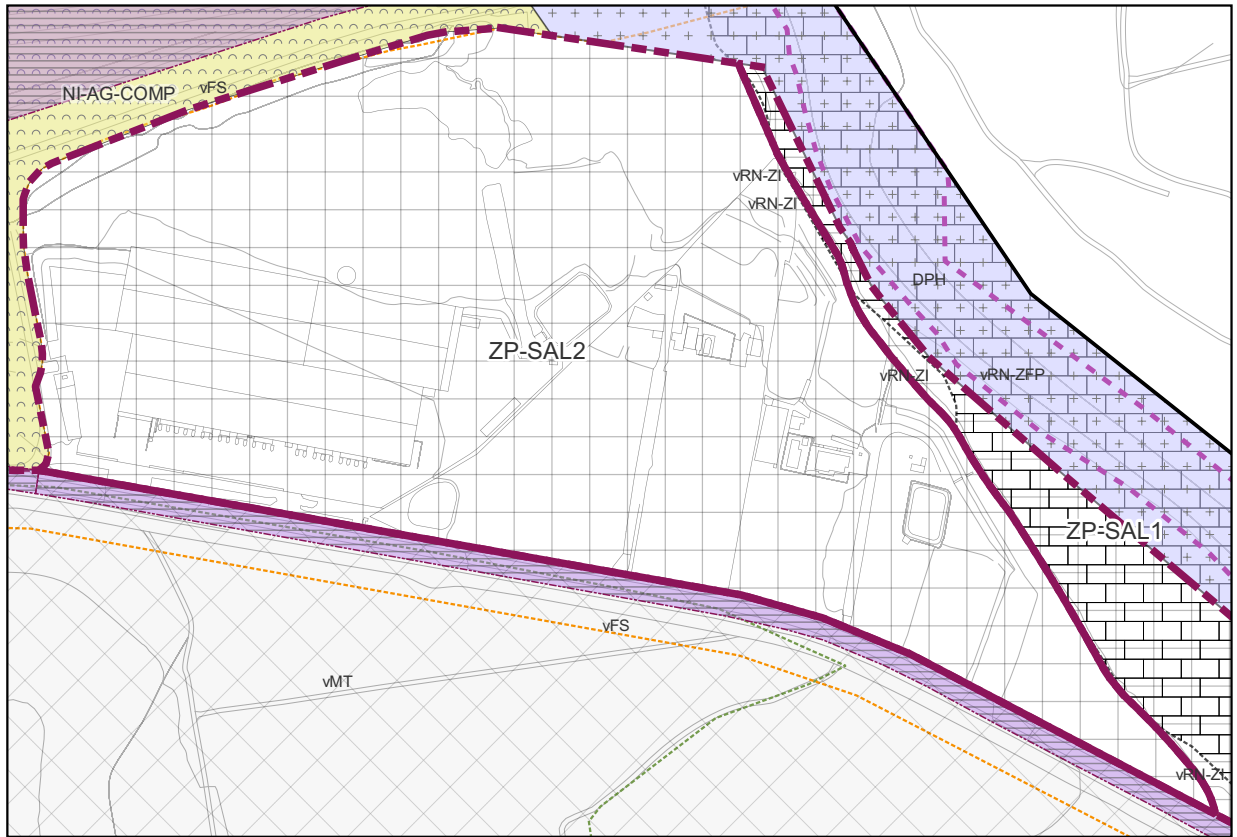 NI-AG-COMP
vFS
vRN-ZI
vRN-ZI
DPH
ZP-SAL2
vRN-ZI
vRN-ZFP
ZP-SAL1
vFS
vMT
vRN-ZI